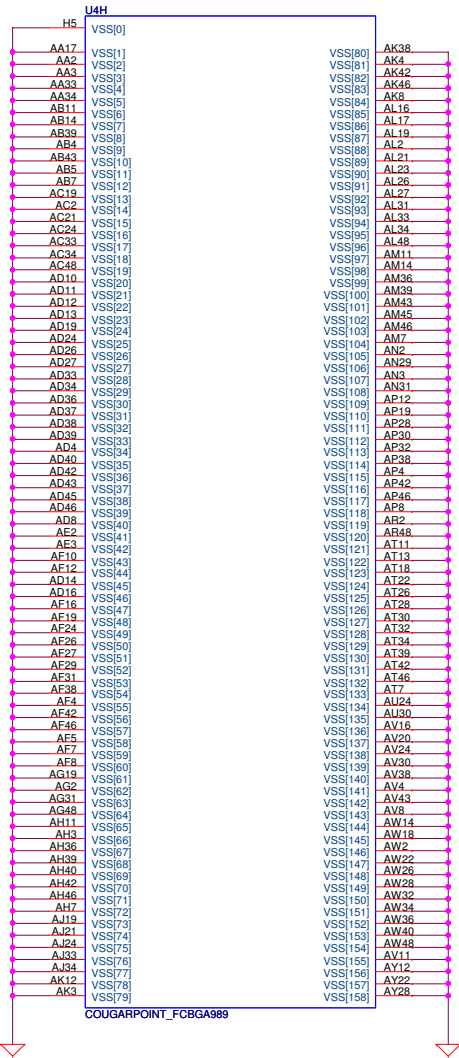 U4H
H5 VSS[0]
AA17 VSS[1] VSS[80] AK38
AA2 VSS[2] VSS[81] AK4
AA3 VSS[3] VSS[82] AK42
AA33 VSS[4] VSS[83] AK46
AA34 VSS[5] VSS[84] AK8
AB11 VSS[6] VSS[85] AL16
AB14 VSS[7] VSS[86] AL17
AB39 VSS[8] VSS[87] AL19
AB4 VSS[9] VSS[88] AL2
AB43 VSS[10] VSS[89] AL21
AB5 VSS[11] VSS[90] AL23
AB7 VSS[12] VSS[91] AL26
AC19 VSS[13] VSS[92] AL27
AC2 VSS[14] VSS[93] AL31
AC21 VSS[15] VSS[94] AL33
AC24 VSS[16] VSS[95] AL34
AC33 VSS[17] VSS[96] AL48
AC34 VSS[18] VSS[97] AM11
AC48 VSS[19] VSS[98] AM14
AD10 VSS[20] VSS[99] AM36
AD11 VSS[21] VSS[100] AM39
AD12 VSS[22] VSS[101] AM43
AD13 VSS[23] VSS[102] AM45
AD19 VSS[24] VSS[103] AM46
AD24 VSS[25] VSS[104] AM7
AD26 VSS[26] VSS[105] AN2
AD27 VSS[27] VSS[106] AN29
AD33 VSS[28] VSS[107] AN3
AD34 VSS[29] VSS[108] AN31
AD36 VSS[30] VSS[109] AP12
AD37 VSS[31] VSS[110] AP19
AD38 VSS[32] VSS[111] AP28
AD39 VSS[33] VSS[112] AP30
AD4 VSS[34] VSS[113] AP32
AD40 VSS[35] VSS[114] AP38
AD42 VSS[36] VSS[115] AP4
AD43 VSS[37] VSS[116] AP42
AD45 VSS[38] VSS[117] AP46
AD46 VSS[39] VSS[118] AP8
AD8 VSS[40] VSS[119] AR2
AE2 VSS[41] VSS[120] AR48
AE3 VSS[42] VSS[121] AT11
AF10 VSS[43] VSS[122] AT13
AF12 VSS[44] VSS[123] AT18
AD14 VSS[45] VSS[124] AT22
AD16 VSS[46] VSS[125] AT26
AF16 VSS[47] VSS[126] AT28
AF19 VSS[48] VSS[127] AT30
AF24 VSS[49] VSS[128] AT32
AF26 VSS[50] VSS[129] AT34
AF27 VSS[51] VSS[130] AT39
AF29 VSS[52] VSS[131] AT42
AF31 VSS[53] VSS[132] AT46
AF38 VSS[54] VSS[133] AT7
AF4 VSS[55] VSS[134] AU24
AF42 VSS[56] VSS[135] AU30
AF46 VSS[57] VSS[136] AV16
AF5 VSS[58] VSS[137] AV20
AF7 VSS[59] VSS[138] AV24
AF8 VSS[60] VSS[139] AV30
AG19 VSS[61] VSS[140] AV38
AG2 VSS[62] VSS[141] AV4
AG31 VSS[63] VSS[142] AV43
AG48 VSS[64] VSS[143] AV8
AH11 VSS[65] VSS[144] AW14
AH3 VSS[66] VSS[145] AW18
AH36 VSS[67] VSS[146] AW2
AH39 VSS[68] VSS[147] AW22
AH40 VSS[69] VSS[148] AW26
AH42 VSS[70] VSS[149] AW28
AH46 VSS[71] VSS[150] AW32
AH7 VSS[72] VSS[151] AW34
AJ19 VSS[73] VSS[152] AW36
AJ21 VSS[74] VSS[153] AW40
AJ24 VSS[75] VSS[154] AW48
AJ33 VSS[76] VSS[155] AV11
AJ34 VSS[77] VSS[156] AY12
AK12 VSS[78] VSS[157] AY22
AK3 VSS[79] VSS[158] AY28
COUGARPOINT_FCBGA989